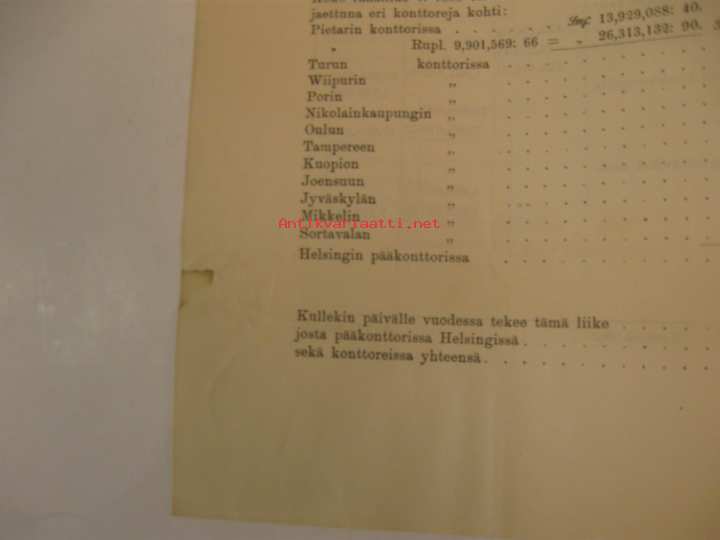 jaettuna eri konttoreja kohti:
Pietarin konttorissa . . . . . . . Smf 13,929,088: 40.
„ Rupl. 9,901,569: 66 = „ 26,313,132: 90.
Turun konttorissa
Wiipurin „
Porin „
Nikolainkaupungin „
Oulun „
Tampereen „
Kuopion „
Joensuun „
Jyväskylän „
Mikkelin „
Antikvariaatti.net
Sortavalan „
Helsingin pääkonttorissa
Kullekin päivälle vuodessa tekee tämä liike
josta pääkonttorissa Helsingissä
sekä konttoreissa yhteensä